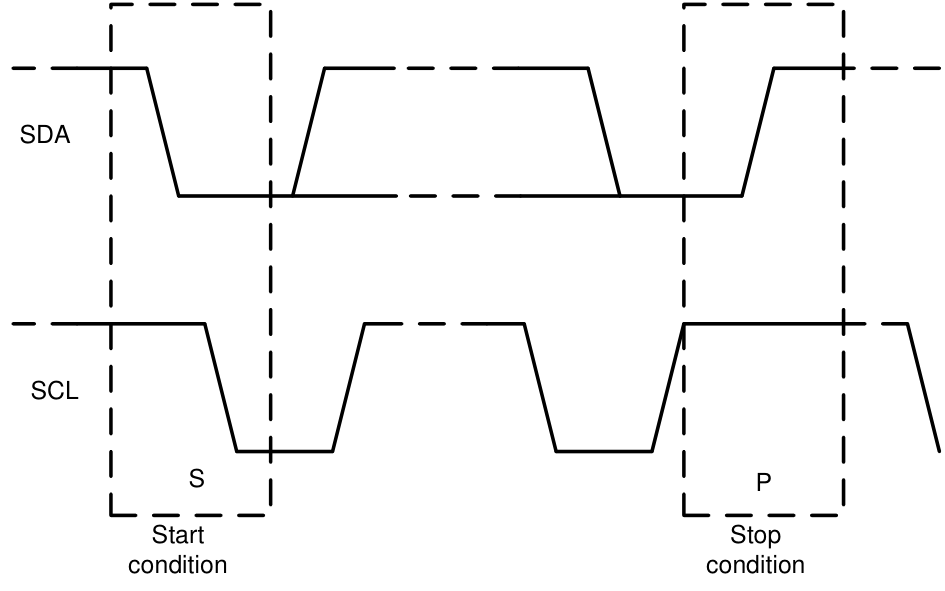 SDA
SCL
S
P
Start
condition
Stop
condition